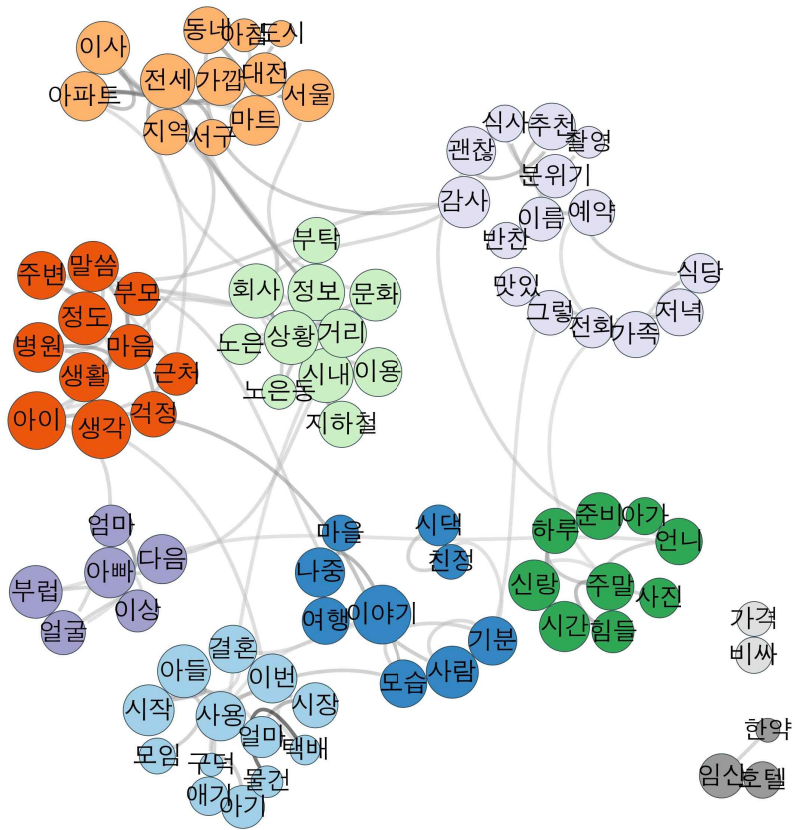 이사
동네
아침
도시
아파트
전세
가깝
대전
서울
지역
서구
마트
식사
추천
촬영
괜찮
분위기
감사
이름
예약
반찬
맛있
그렇
전화
가족
저녁
식당
주변
말씀
부모
정도
병원
마음
생활
근처
아이
생각
걱정
부탁
회사
정보
문화
노은
상황
거리
시내
이용
노은동
지하철
엄마
아빠
다음
부럽
이상
얼굴
마을
나중
여행
이야기
시댁
친정
기분
모습
사람
하루
준비
아가
언니
신랑
주말
사진
시간
힘들
가격
비싸
결혼
아들
이번
시작
사용
시장
얼마
택배
모임
구덕
물건
애기
아기
한약
임신
호텔